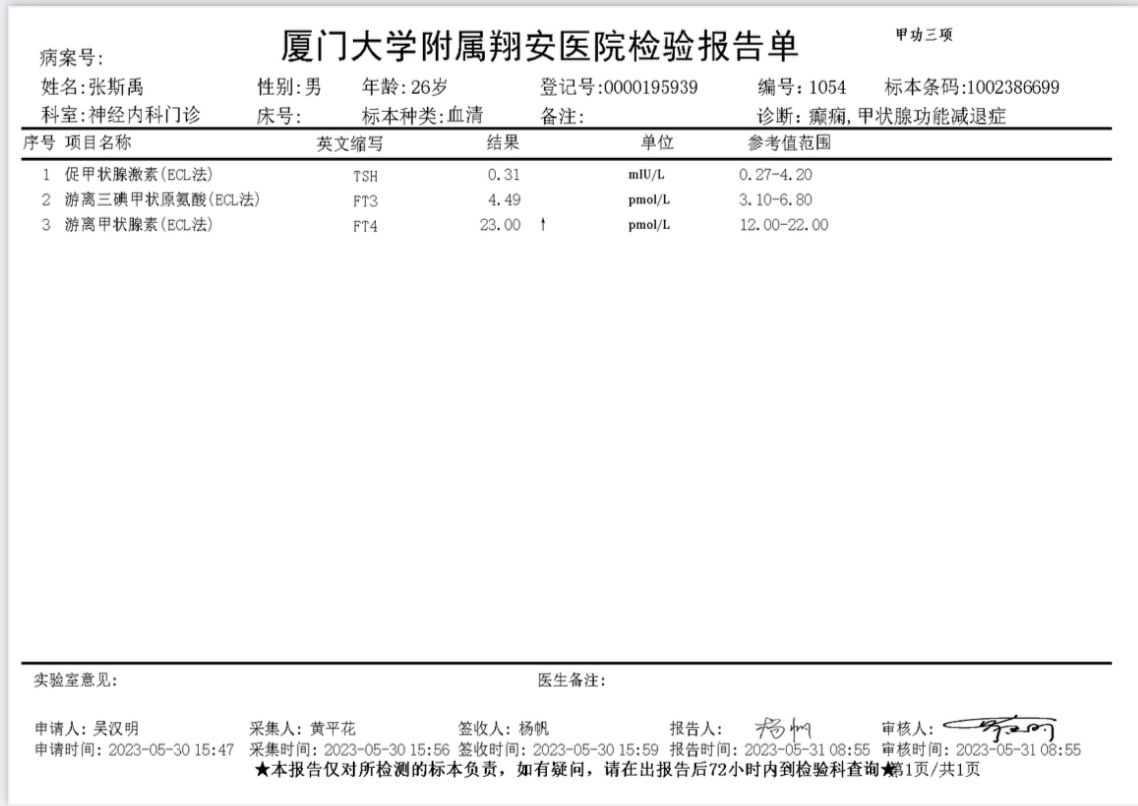 厦门大学附属翔安医院检验报告单 甲功三项
病案号:
姓名:张斯禹 性别:男 年龄:26岁 登记号:0000195939 编号:1054 标本条码:1002386699
科室:神经内科门诊 床号: 标本种类:血清 备注: 诊断:癫痫,甲状腺功能减退症
序号 项目名称 英文缩写 结果 单位 参考值范围
1 促甲状腺激素(ECL法) TSH 0.31 mIU/L 0.27-4.20
2 游离三碘甲状原氨酸(ECL法) FT3 4.49 pmol/L 3.10-6.80
3 游离甲状腺素(ECL法) FT4 23.00 ↑ pmol/L 12.00-22.00
实验室意见: 医生备注:
申请人:吴汉明 采集人:黄平花 签收人:杨帆 报告人: 杨帆 审核人:
申请时间:2023-05-30 15:47 采集时间:2023-05-30 15:56 签收时间:2023-05-30 15:59 报告时间:2023-05-31 08:55 审核时间:2023-05-31 08:55
★本报告仅对所检测的标本负责,如有疑问,请在出报告后72小时内到检验科查询★第1页/共1页